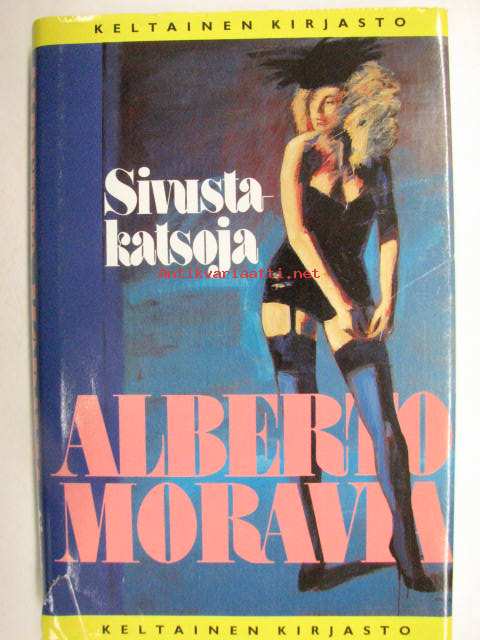 KELTAINEN KIRJASTO
Sivusta-
katsoja
antikvariaatti.net
ALBERTO
MORAVIA
KELTAINEN KIRJASTO